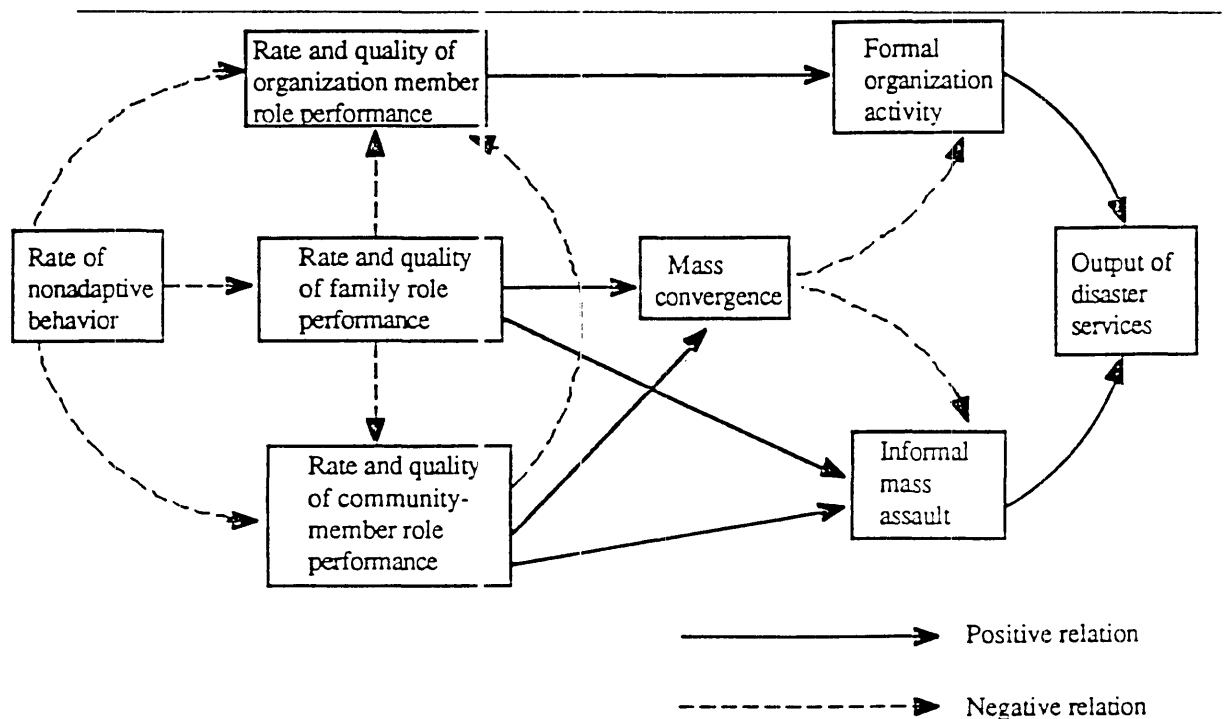 Rate and quality of
organization member
role performance
Formal
organization
activity
Rate of
nonadaptive
behavior
Rate and quality
of family role
performance
Mass
convergence
Output of
disaster
services
Rate and quality
of community-
member role
performance
Informal
mass
assault
Positive relation
Negative relation